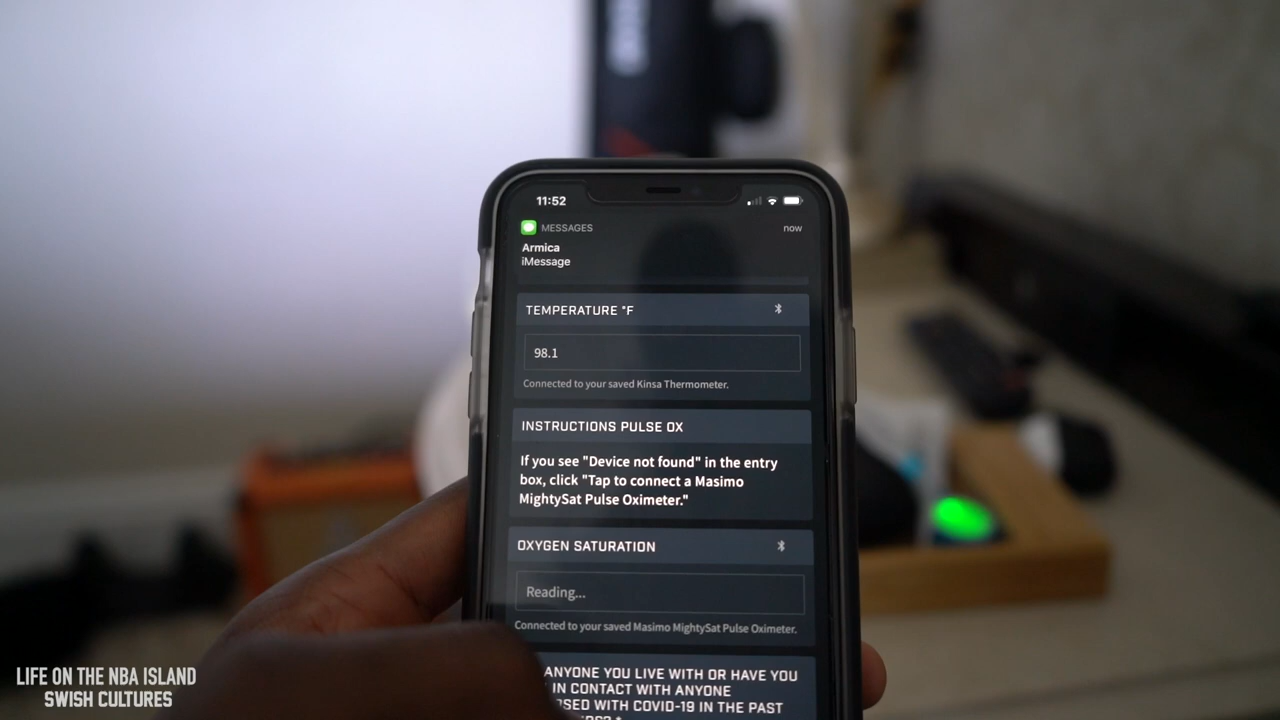 11:52
MESSAGES
now
Armica
iMessage
TEMPERATURE °F
98.1
Connected to your saved Kinsa Thermometer.
INSTRUCTIONS PULSE OX
If you see "Device not found" in the entry
box, click "Tap to connect a Masimo
MightySat Pulse Oximeter."
OXYGEN SATURATION
Reading...
Connected to your saved Masimo MightySat Pulse Oximeter.
ANYONE YOU LIVE WITH OR HAVE YOU
IN CONTACT WITH ANYONE
WITH COVID-19 IN THE PAST
LIFE ON THE NBA ISLAND
SWISH CULTURES